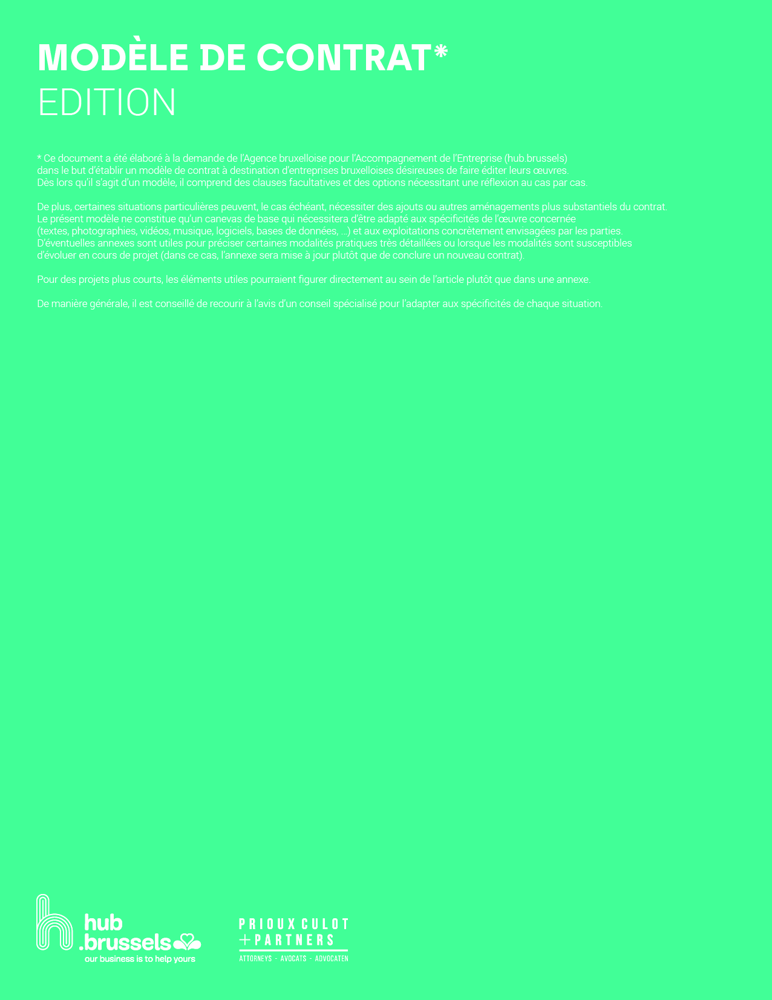 MODÈLE DE CONTRAT*
EDITION
* Ce document a été élaboré à la demande de l'Agence bruxelloise pour l'Accompagnement de l'Entreprise (hub.brussels)
dans le but d'établir un modèle de contrat à destination d'entreprises bruxelloises désireuses de faire éditer leurs œuvres.
Dès lors qu'il s'agit d'un modèle, il comprend des clauses facultatives et des options nécessitant une réflexion au cas par cas.
De plus, certaines situations particulières peuvent, le cas échéant, nécessiter des ajouts ou autres aménagements plus substantiels du contrat.
Le présent modèle ne constitue qu'un canevas de base qui nécessitera d'être adapté aux spécificités de l'œuvre concernée
(textes, photographies, vidéos, musique, logiciels, bases de données, ...) et aux exploitations concrètement envisagées par les parties.
D'éventuelles annexes sont utiles pour préciser certaines modalités pratiques très détaillées ou lorsque les modalités sont susceptibles
d'évoluer en cours de projet (dans ce cas, l'annexe sera mise à jour plutôt que de conclure un nouveau contrat).
Pour des projets plus courts, les éléments utiles pourraient figurer directement au sein de l'article plutôt que dans une annexe.
De manière générale, il est conseillé de recourir à l'avis d'un conseil spécialisé pour l'adapter aux spécificités de chaque situation.
hub
.brussels
our business is to help yours
PRIOUX CULOT
+PARTNERS
ATTORNEYS - AVOCATS - ADVOCATEN